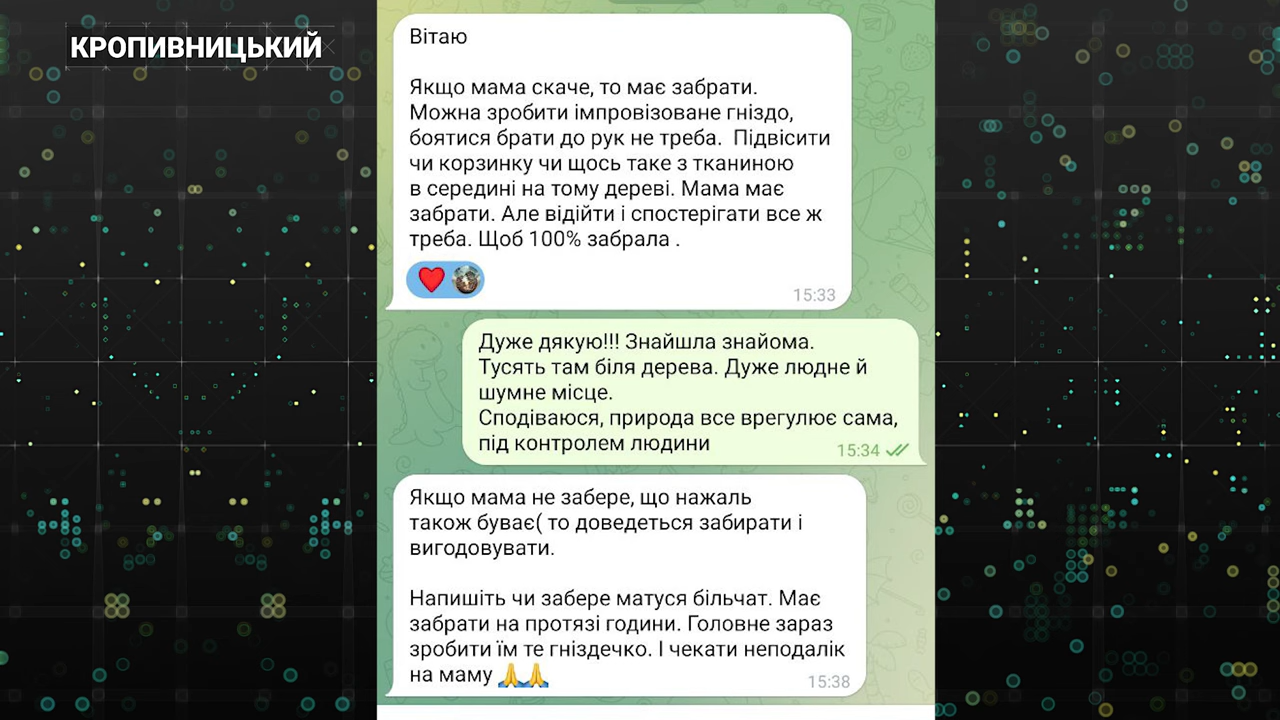 КРОПИВНИЦЬКИЙ
Вітаю
Якщо мама скаче, то має забрати.
Можна зробити імпровізоване гніздо,
боятися брати до рук не треба. Підвісити
чи корзинку чи щось таке з тканиною
в середині на тому дереві. Мама має
забрати. Але відійти і спостерігати все ж
треба. Щоб 100% забрала .
15:33
Дуже дякую!!! Знайшла знайома.
Тусять там біля дерева. Дуже людне й
шумне місце.
Сподіваюся, природа все врегулює сама,
під контролем людини
15:34
Якщо мама не забере, що нажаль
також буває( то доведеться забирати і
вигодовувати.
Напишіть чи забере матуся більчат. Має
забрати на протязі години. Головне зараз
зробити їм те гніздечко. І чекати неподалік
на маму 🙏🙏
15:38